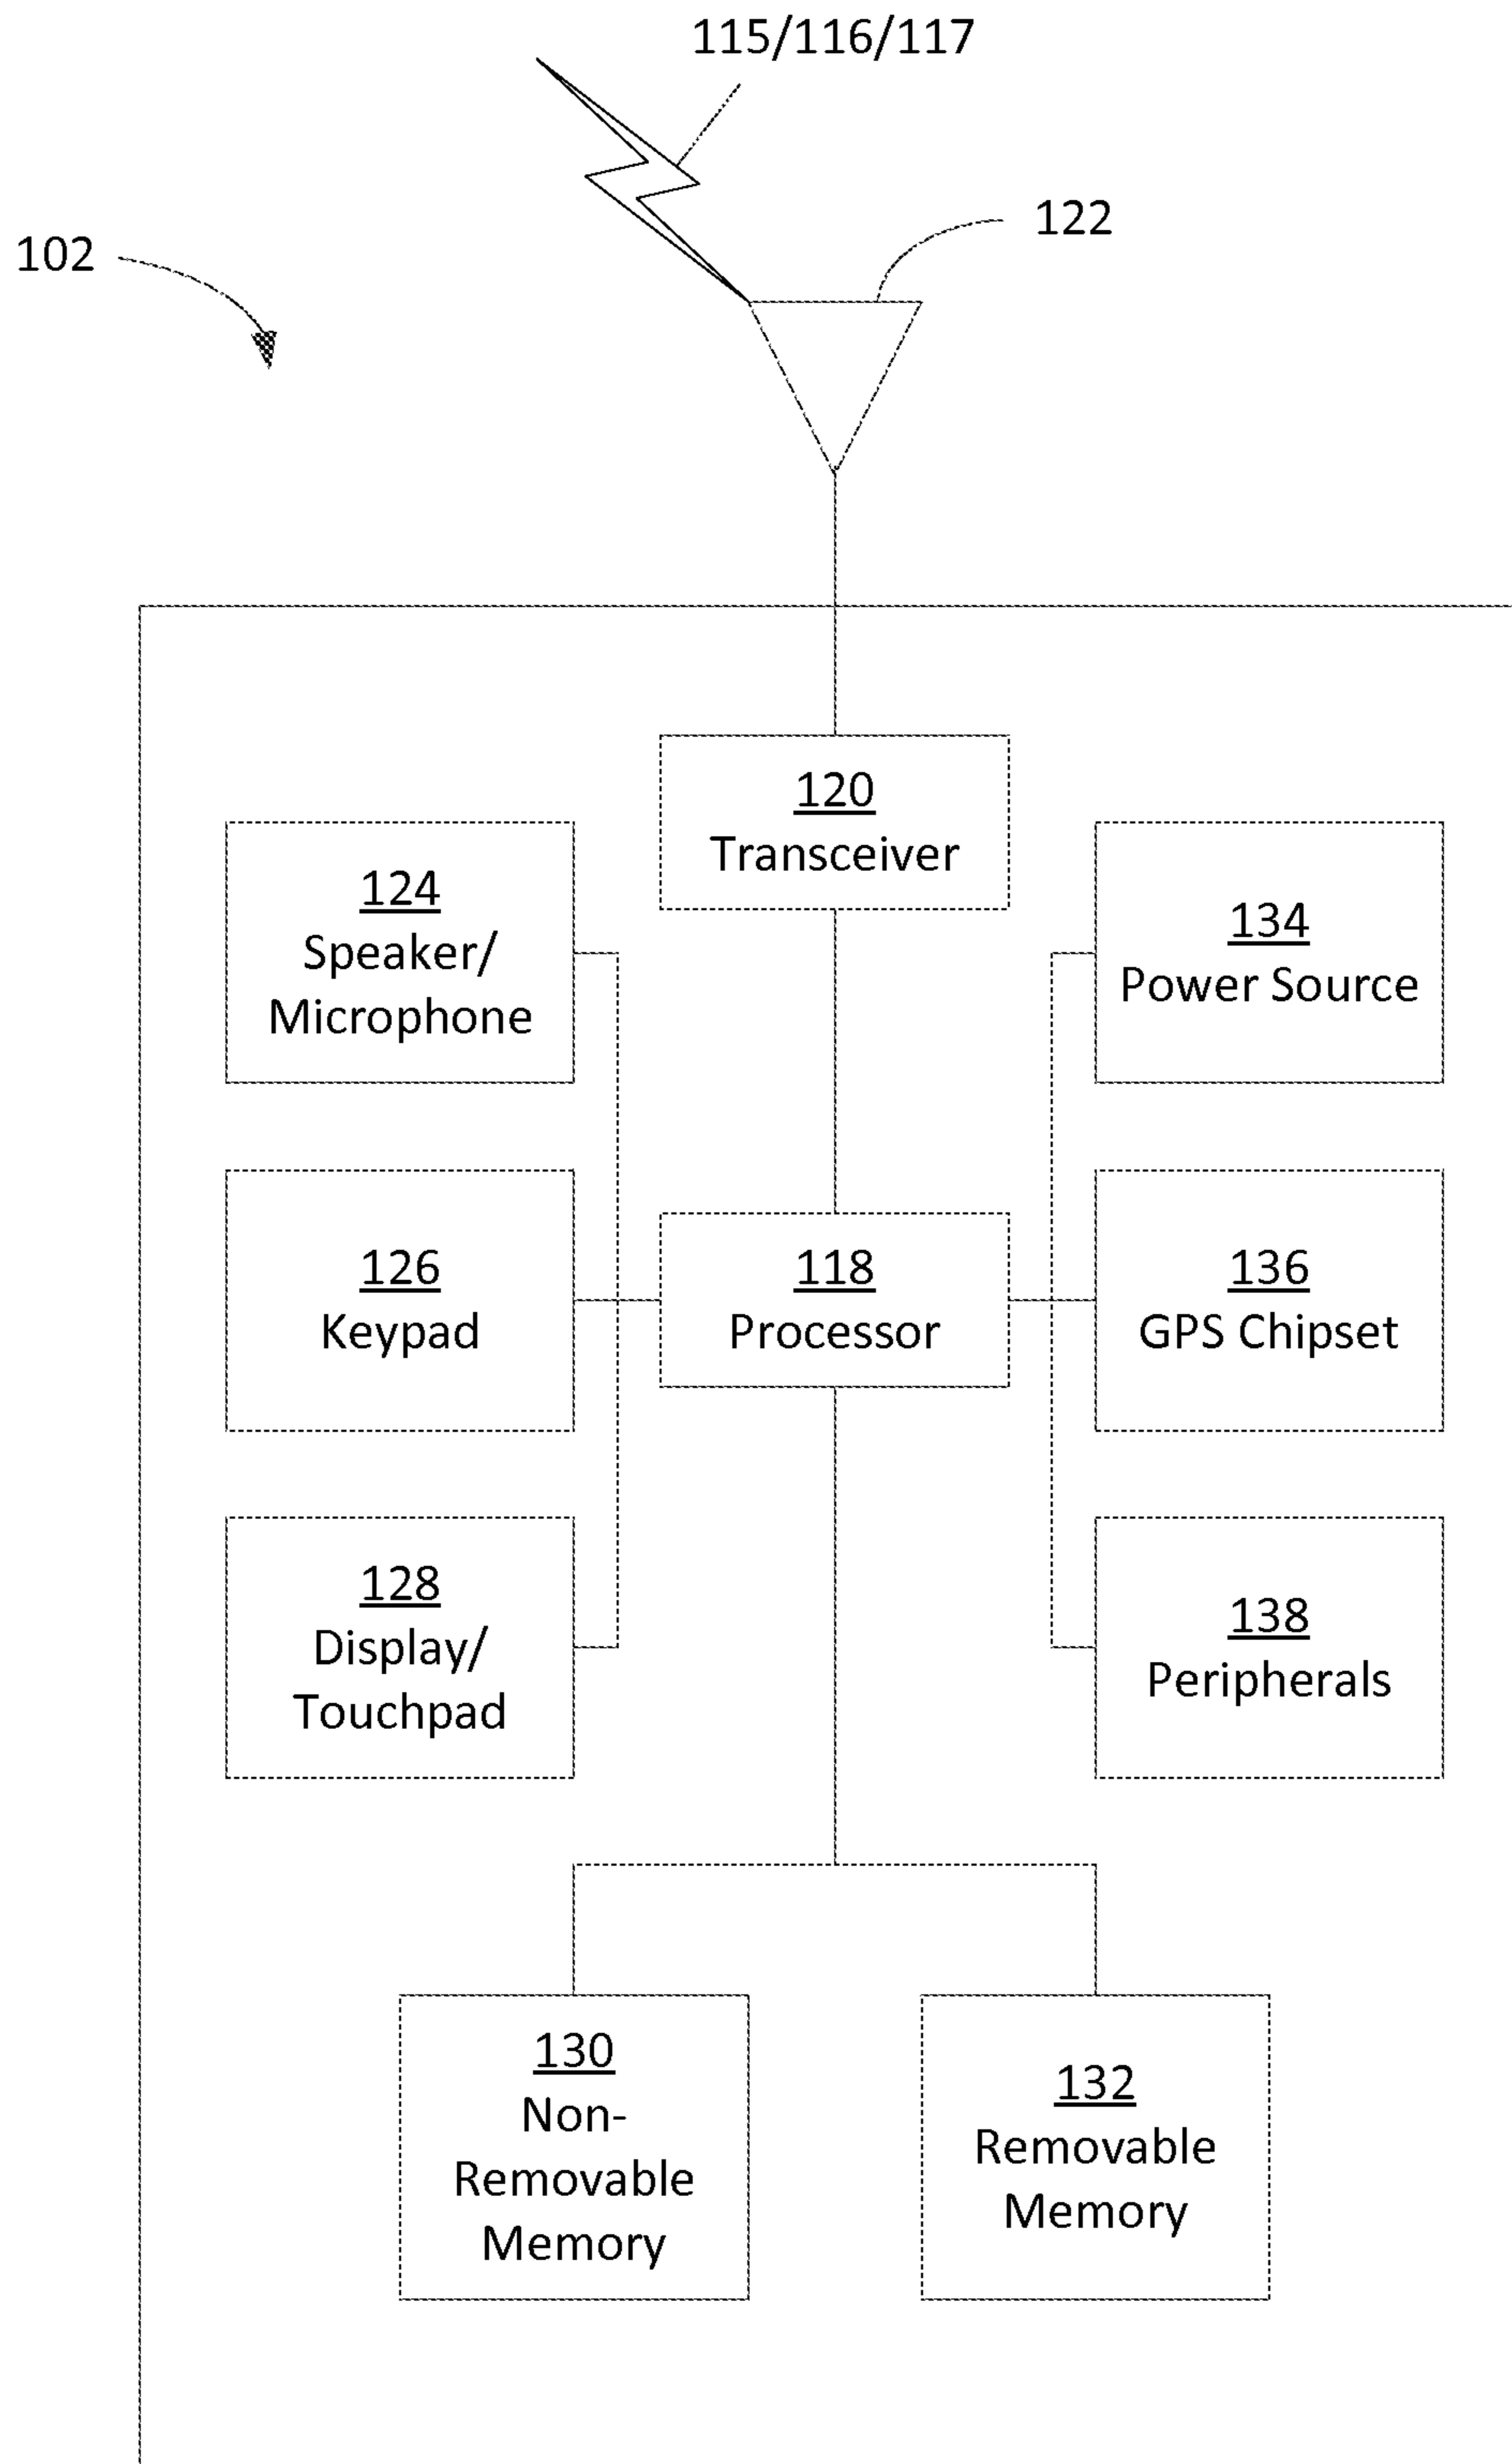 115/116/117
122
102
120
Transceiver
124
Speaker/
Microphone
134
Power Source
126
Keypad
118
Processor
136
GPS Chipset
128
Display/
Touchpad
138
Peripherals
130
Non-
Removable
Memory
132
Removable
Memory